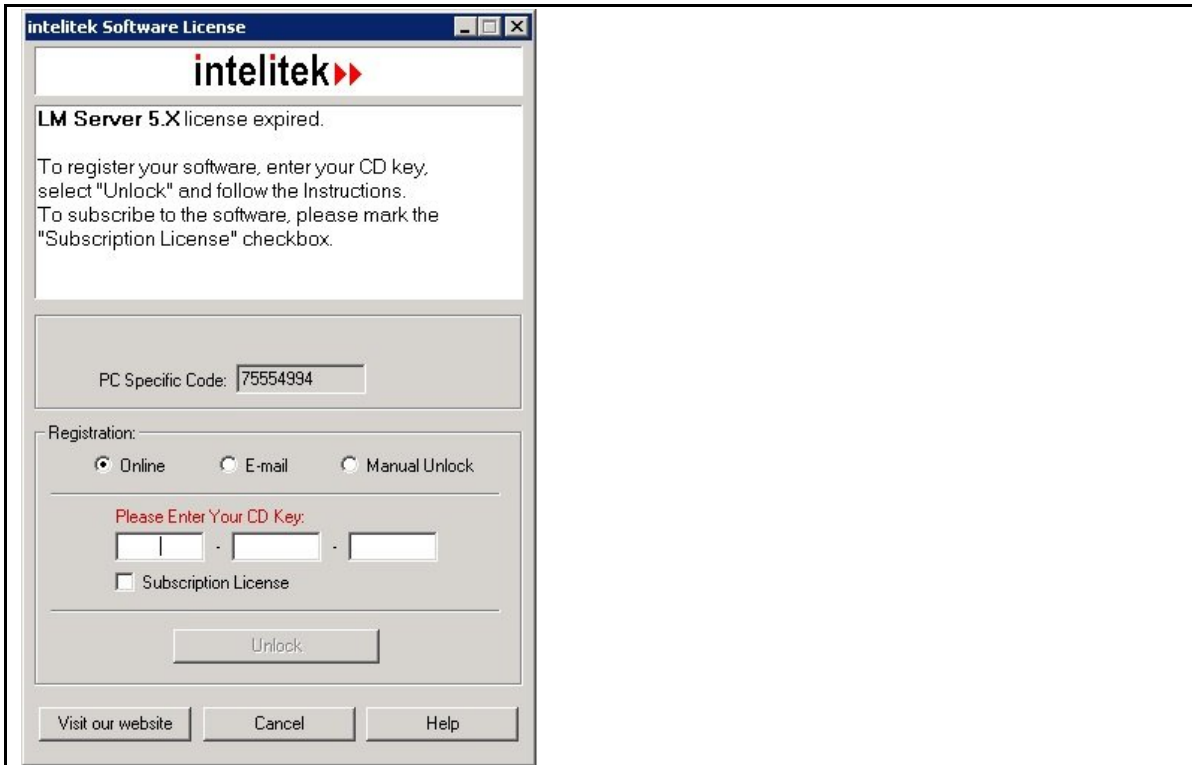 intelitek Software License
intelitek
LM Server 5.X license expired.
To register your software, enter your CD key,
select "Unlock" and follow the Instructions.
To subscribe to the software, please mark the
"Subscription License" checkbox.
PC Specific Code: 75554994
Registration:
Online E-mail Manual Unlock
Please Enter Your CD Key:
- -
Subscription License
Unlock
Visit our website Cancel Help